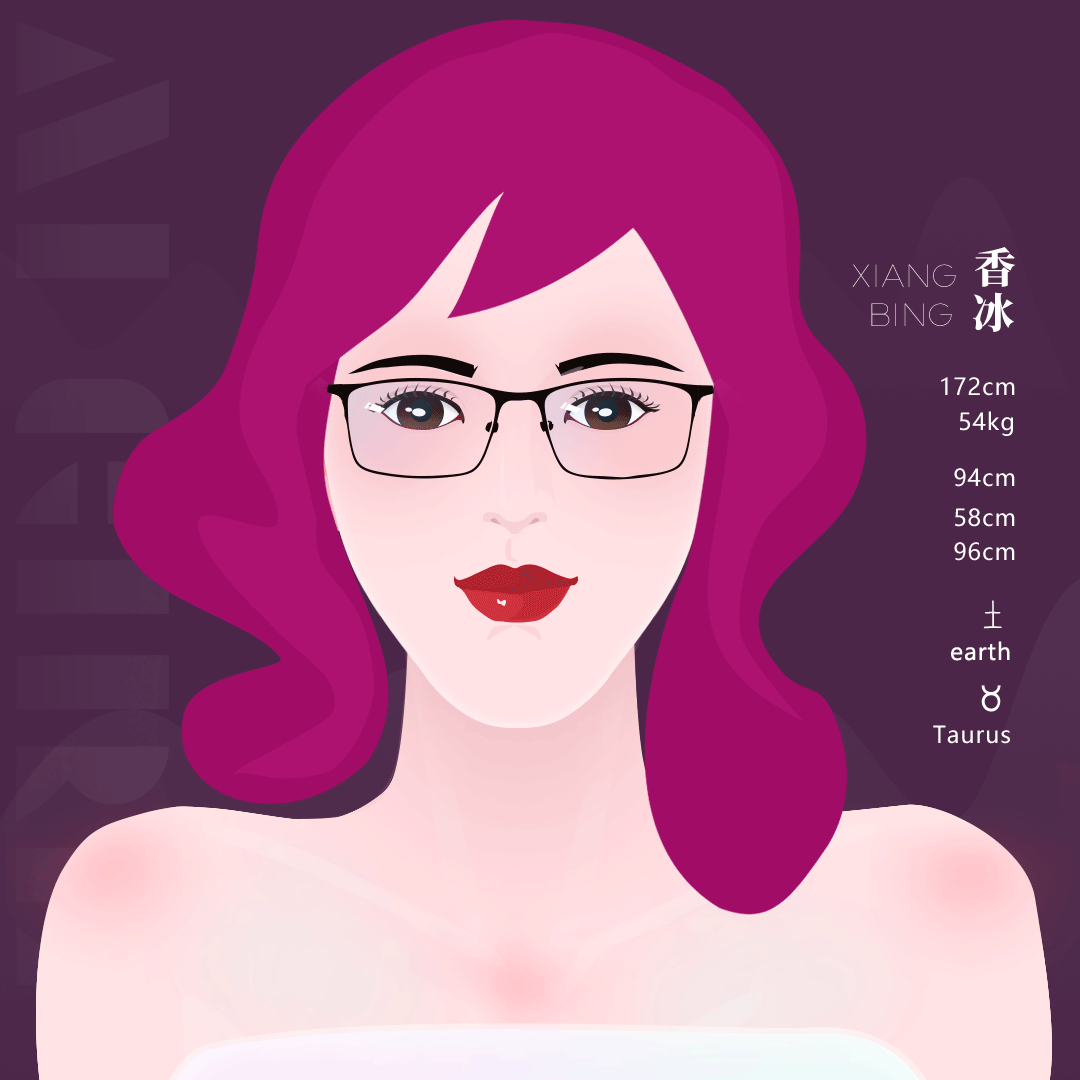 XIANG
BING
香冰
172cm
54kg
94cm
58cm
96cm
土
earth
♉
Taurus